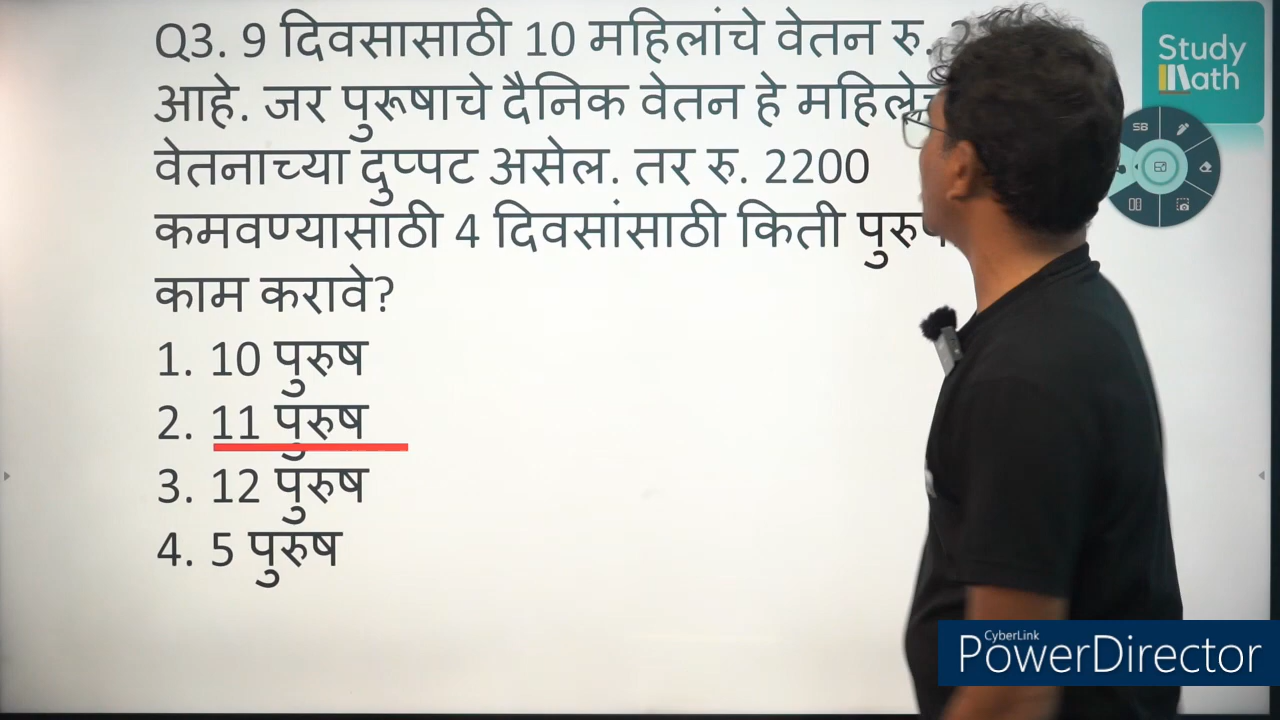 Q3. 9 दिवसासाठी 10 महिलांचे वेतन रु.
आहे. जर पुरूषाचे दैनिक वेतन हे
वेतनाच्या दुप्पट असेल. तर रु. 2200
कमवण्यासाठी 4 दिवसांसाठी किती
काम करावे?
1. 10 पुरुष
2. 11 पुरुष
3. 12 पुरुष
4. 5 पुरुष
Study
Math
SB
CyberLink
PowerDirector